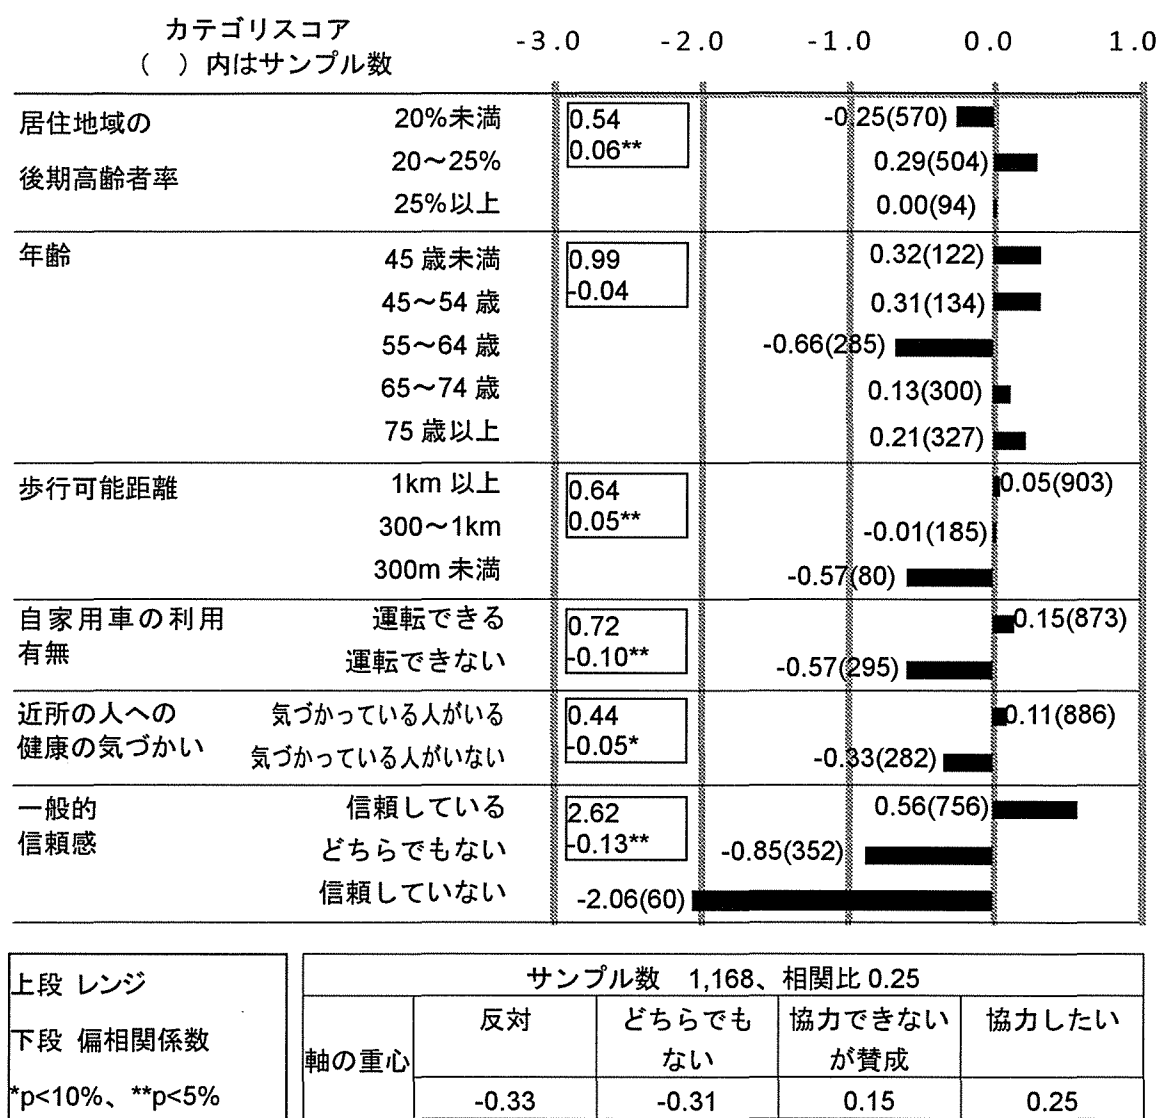 カテゴリスコア
（　）内はサンプル数
-3.0 -2.0 -1.0 0.0 1.0
居住地域の
後期高齢者率
20%未満 0.54 -0.25(570)
20～25% 0.06** 0.29(504)
25%以上 0.00(94)
年齢
45 歳未満 0.99 0.32(122)
45～54 歳 -0.04 0.31(134)
55～64 歳 -0.66(285)
65～74 歳 0.13(300)
75 歳以上 0.21(327)
歩行可能距離
1km 以上 0.64 0.05(903)
300～1km 0.05** -0.01(185)
300m 未満 -0.57(80)
自家用車の利用
有無
運転できる 0.72 0.15(873)
運転できない -0.10** -0.57(295)
近所の人への
健康の気づかい
気づかっている人がいる 0.44 0.11(886)
気づかっている人がいない -0.05* -0.33(282)
一般的
信頼感
信頼している 2.62 0.56(756)
どちらでもない -0.13** -0.85(352)
信頼していない -2.06(60)
上段 レンジ
下段 偏相関係数
*p<10%、**p<5%
サンプル数　1,168、相関比 0.25
軸の重心
反対
どちらでも
ない
協力できない
が賛成
協力したい
-0.33 -0.31 0.15 0.25